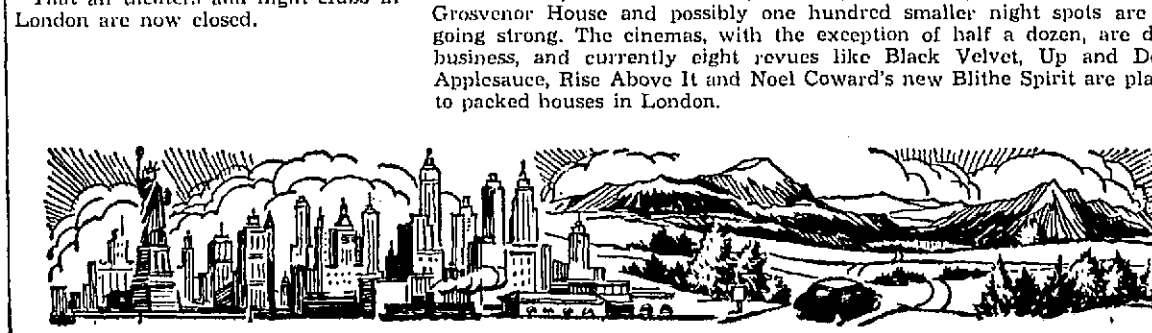 London are now closed.
Grosvenor House and possibly one hundred smaller night spots are
going strong. The cinemas, with the exception of half a dozen, are d
business, and currently eight revues like Black Velvet, Up and D
Applesauce, Rise Above It and Noel Coward's new Blithe Spirit are pla
to packed houses in London.